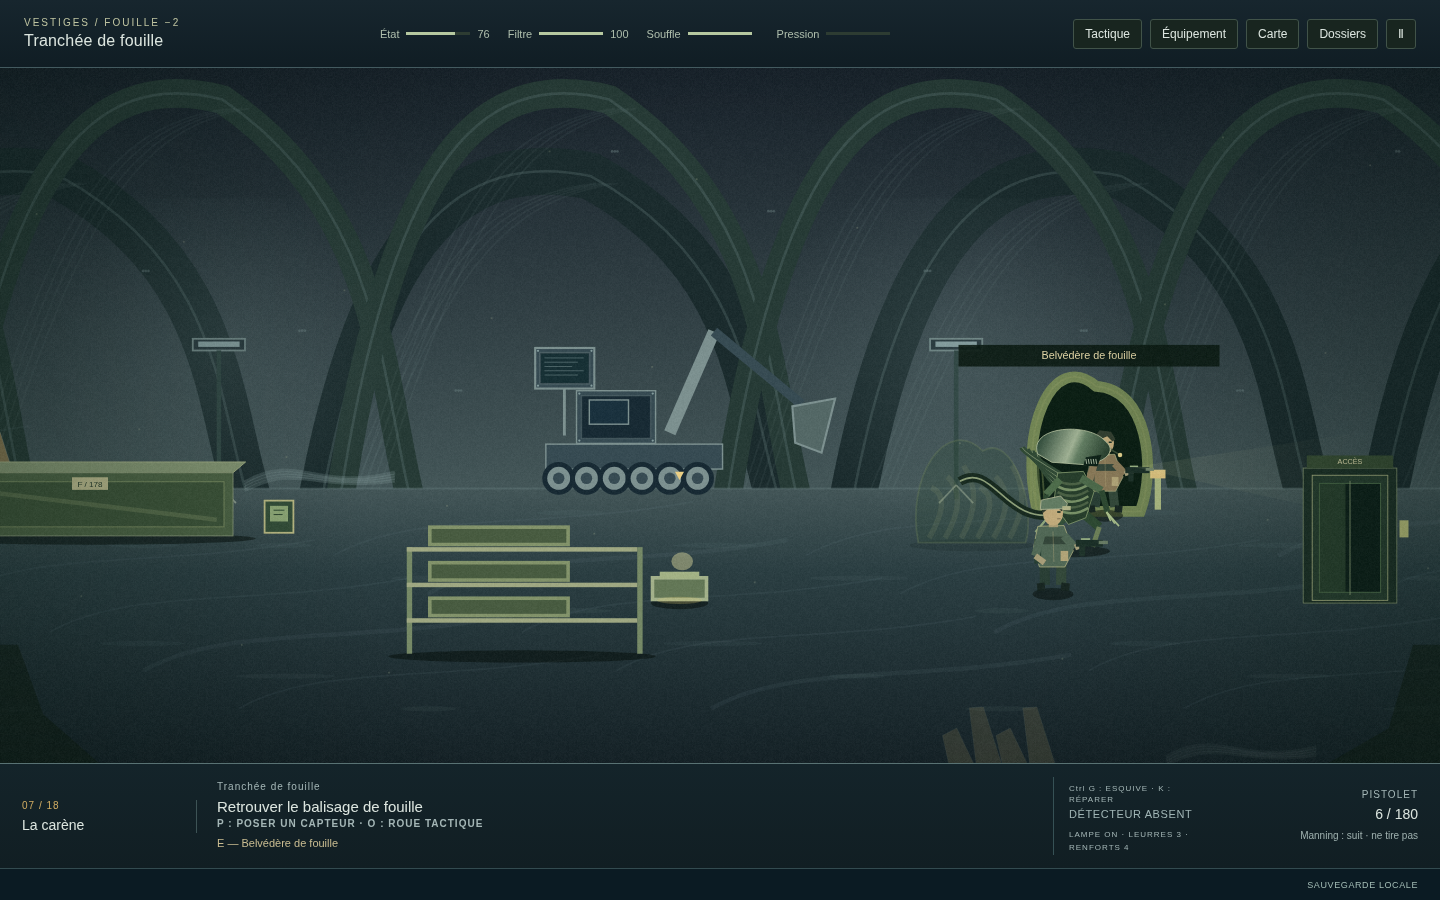 VESTIGES / FOUILLE −2
Tranchée de fouille
État 76 Filtre 100 Souffle Pression
Tactique
Équipement
Carte
Dossiers
II
Belvédère de fouille
F / 178
ACCÈS
07 / 18
La carène
Tranchée de fouille
Retrouver le balisage de fouille
P : POSER UN CAPTEUR · O : ROUE TACTIQUE
E — Belvédère de fouille
Ctrl G : ESQUIVE · K :
RÉPARER
DÉTECTEUR ABSENT
LAMPE ON · LEURRES 3 ·
RENFORTS 4
PISTOLET
6 / 180
Manning : suit · ne tire pas
SAUVEGARDE LOCALE